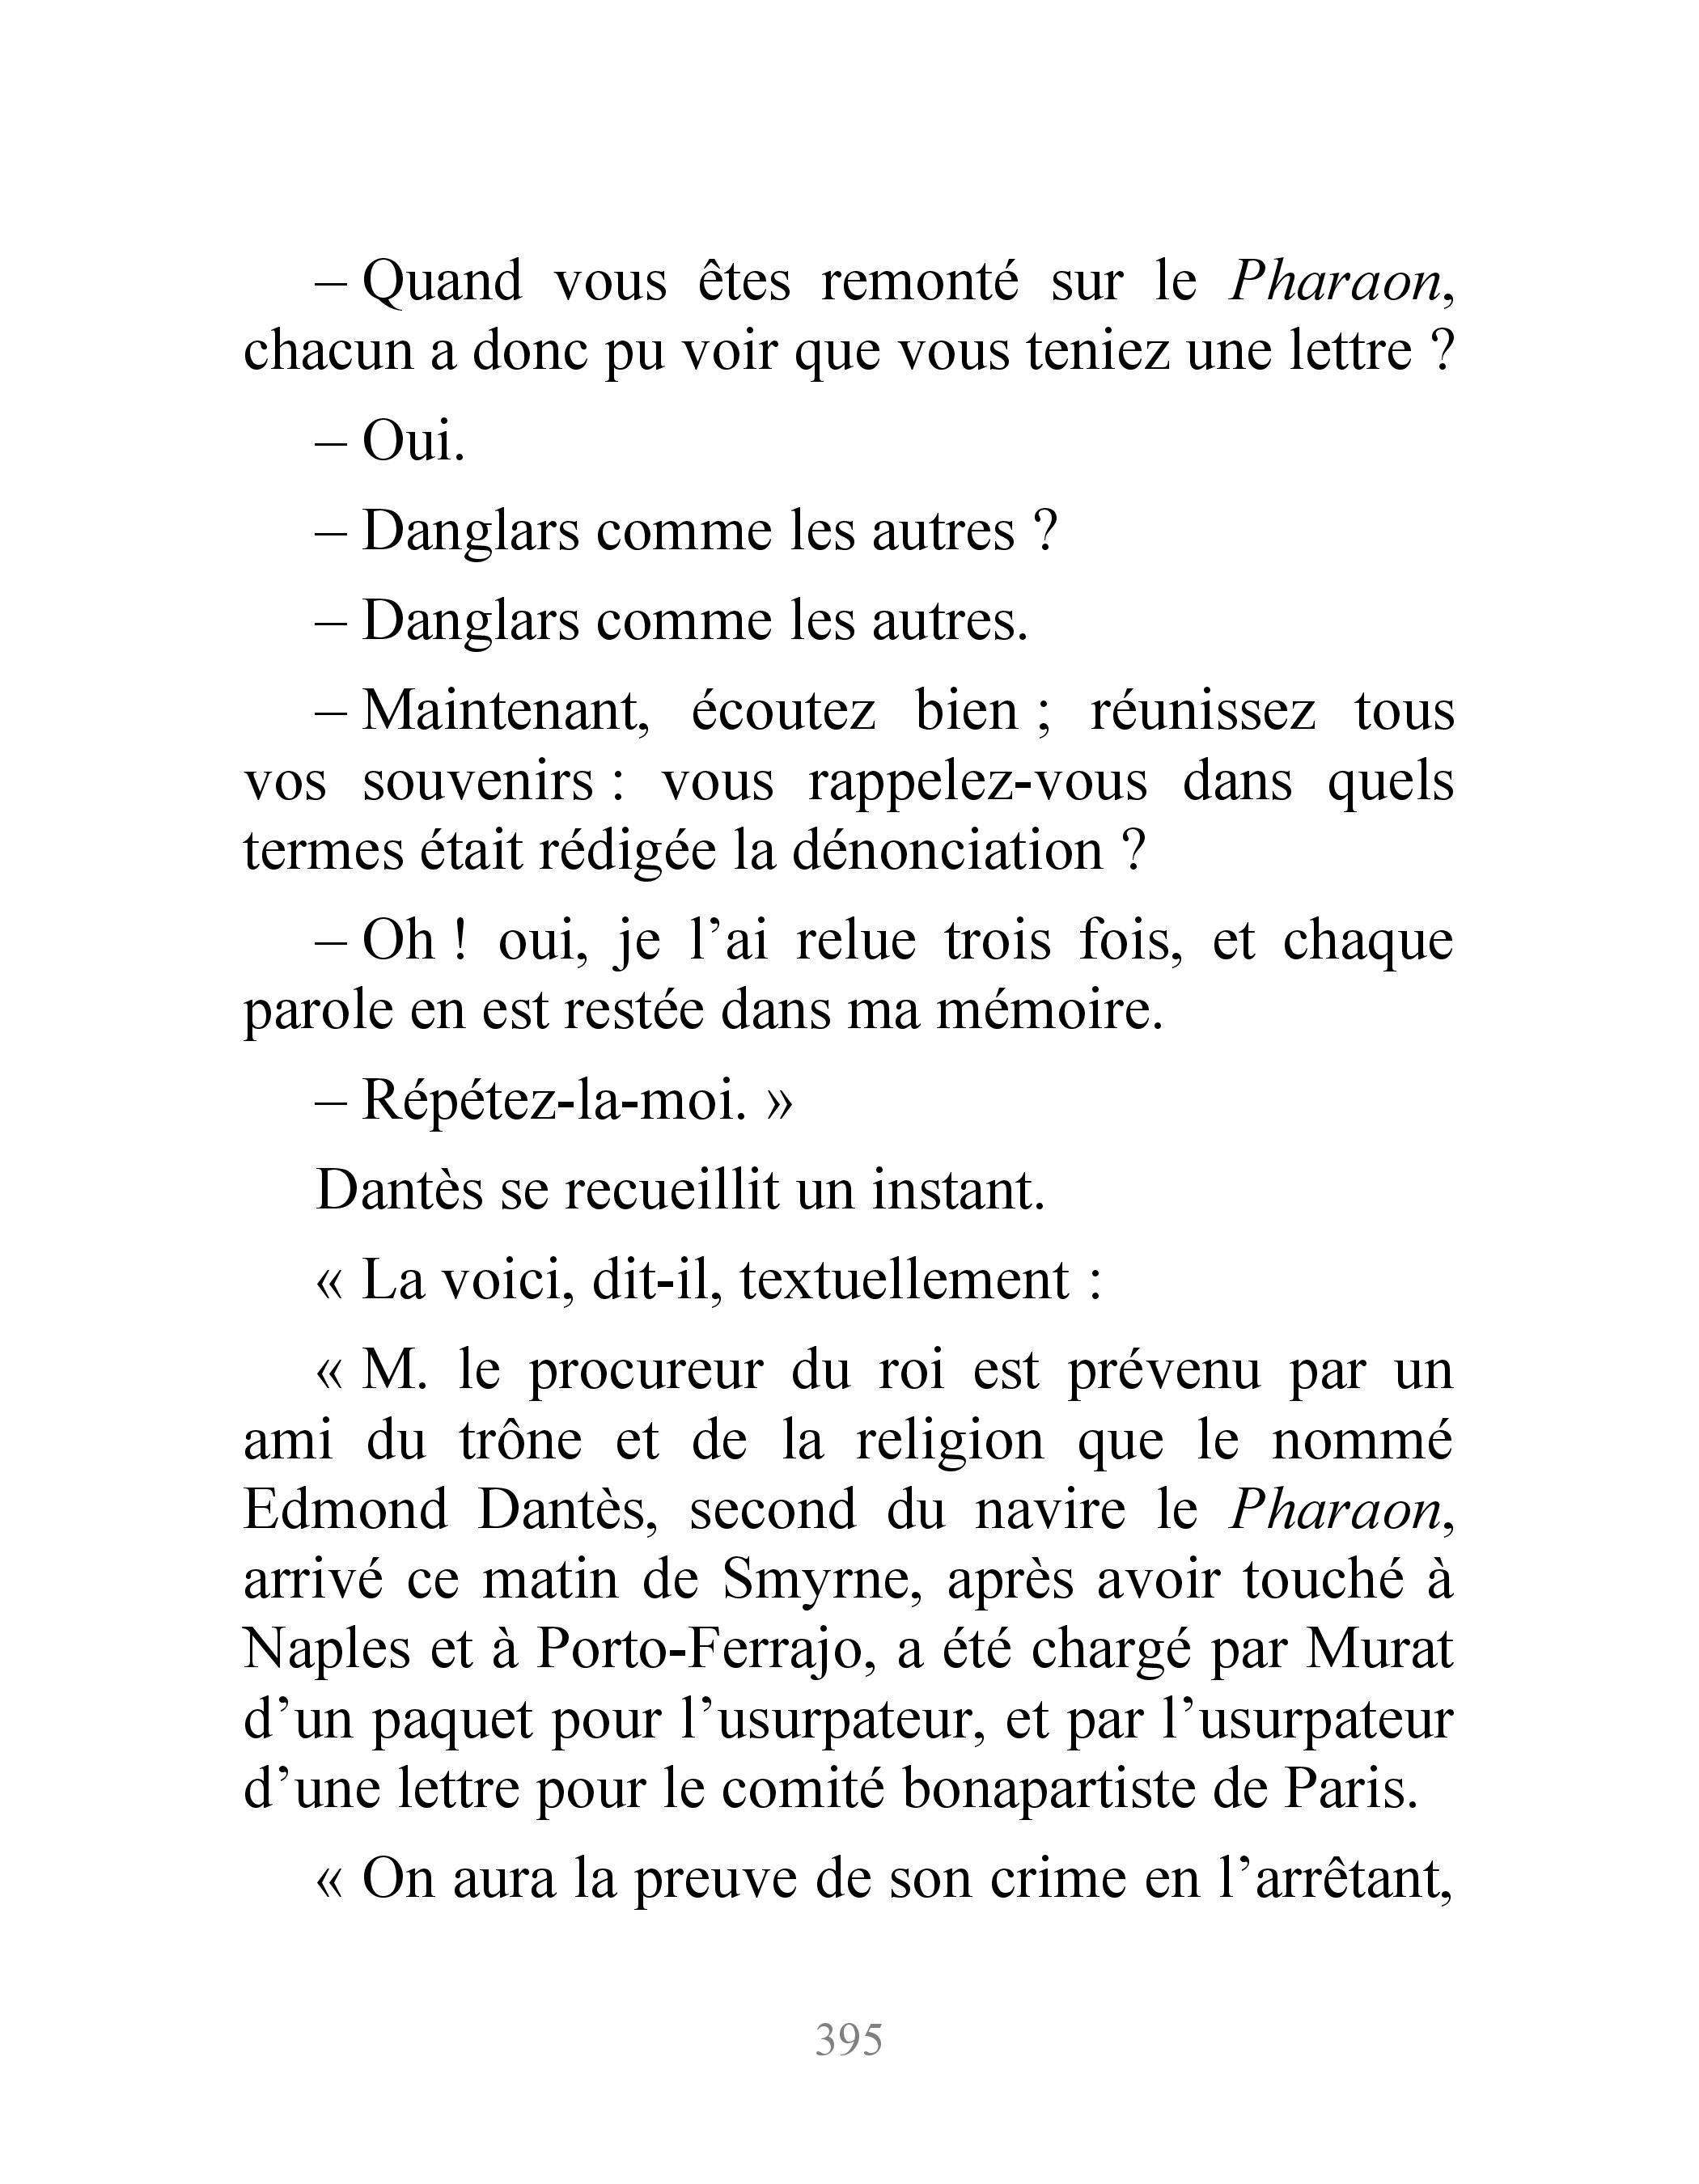 – Quand vous êtes remonté sur le Pharaon,
chacun a donc pu voir que vous teniez une lettre ?
– Oui.
– Danglars comme les autres ?
– Danglars comme les autres.
– Maintenant, écoutez bien ; réunissez tous
vos souvenirs : vous rappelez-vous dans quels
termes était rédigée la dénonciation ?
– Oh ! oui, je l’ai relue trois fois, et chaque
parole en est restée dans ma mémoire.
– Répétez-la-moi. »
Dantès se recueillit un instant.
« La voici, dit-il, textuellement :
« M. le procureur du roi est prévenu par un
ami du trône et de la religion que le nommé
Edmond Dantès, second du navire le Pharaon,
arrivé ce matin de Smyrne, après avoir touché à
Naples et à Porto-Ferrajo, a été chargé par Murat
d’un paquet pour l’usurpateur, et par l’usurpateur
d’une lettre pour le comité bonapartiste de Paris.
« On aura la preuve de son crime en l’arrêtant,
395